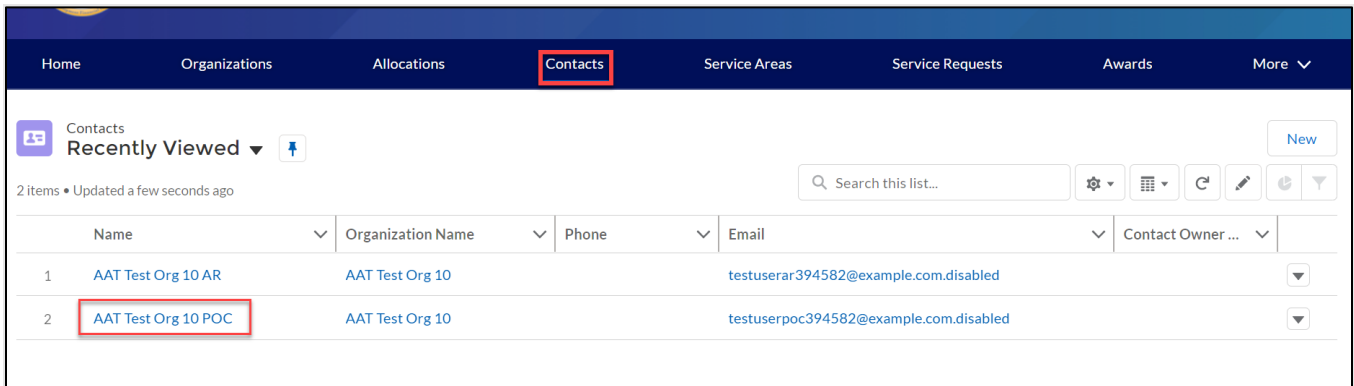 Home Organizations Allocations Contacts Service Areas Service Requests Awards More
Contacts
Recently Viewed
New
2 items • Updated a few seconds ago
Search this list...
Name Organization Name Phone Email Contact Owner ...
1 AAT Test Org 10 AR AAT Test Org 10 testuserar394582@example.com.disabled
2 AAT Test Org 10 POC AAT Test Org 10 testuserpoc394582@example.com.disabled